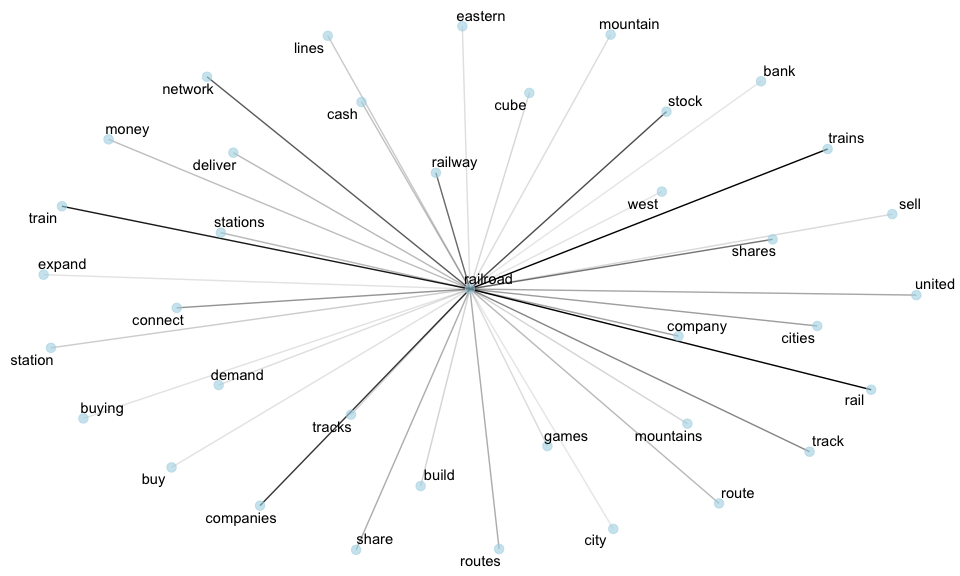 eastern
mountain
lines
bank
network
cash
cube
stock
money
trains
deliver
railway
west
sell
train
stations
shares
expand
railroad
united
connect
company
cities
station
demand
rail
buying
tracks
games
mountains
track
buy
build
route
companies
share
city
routes